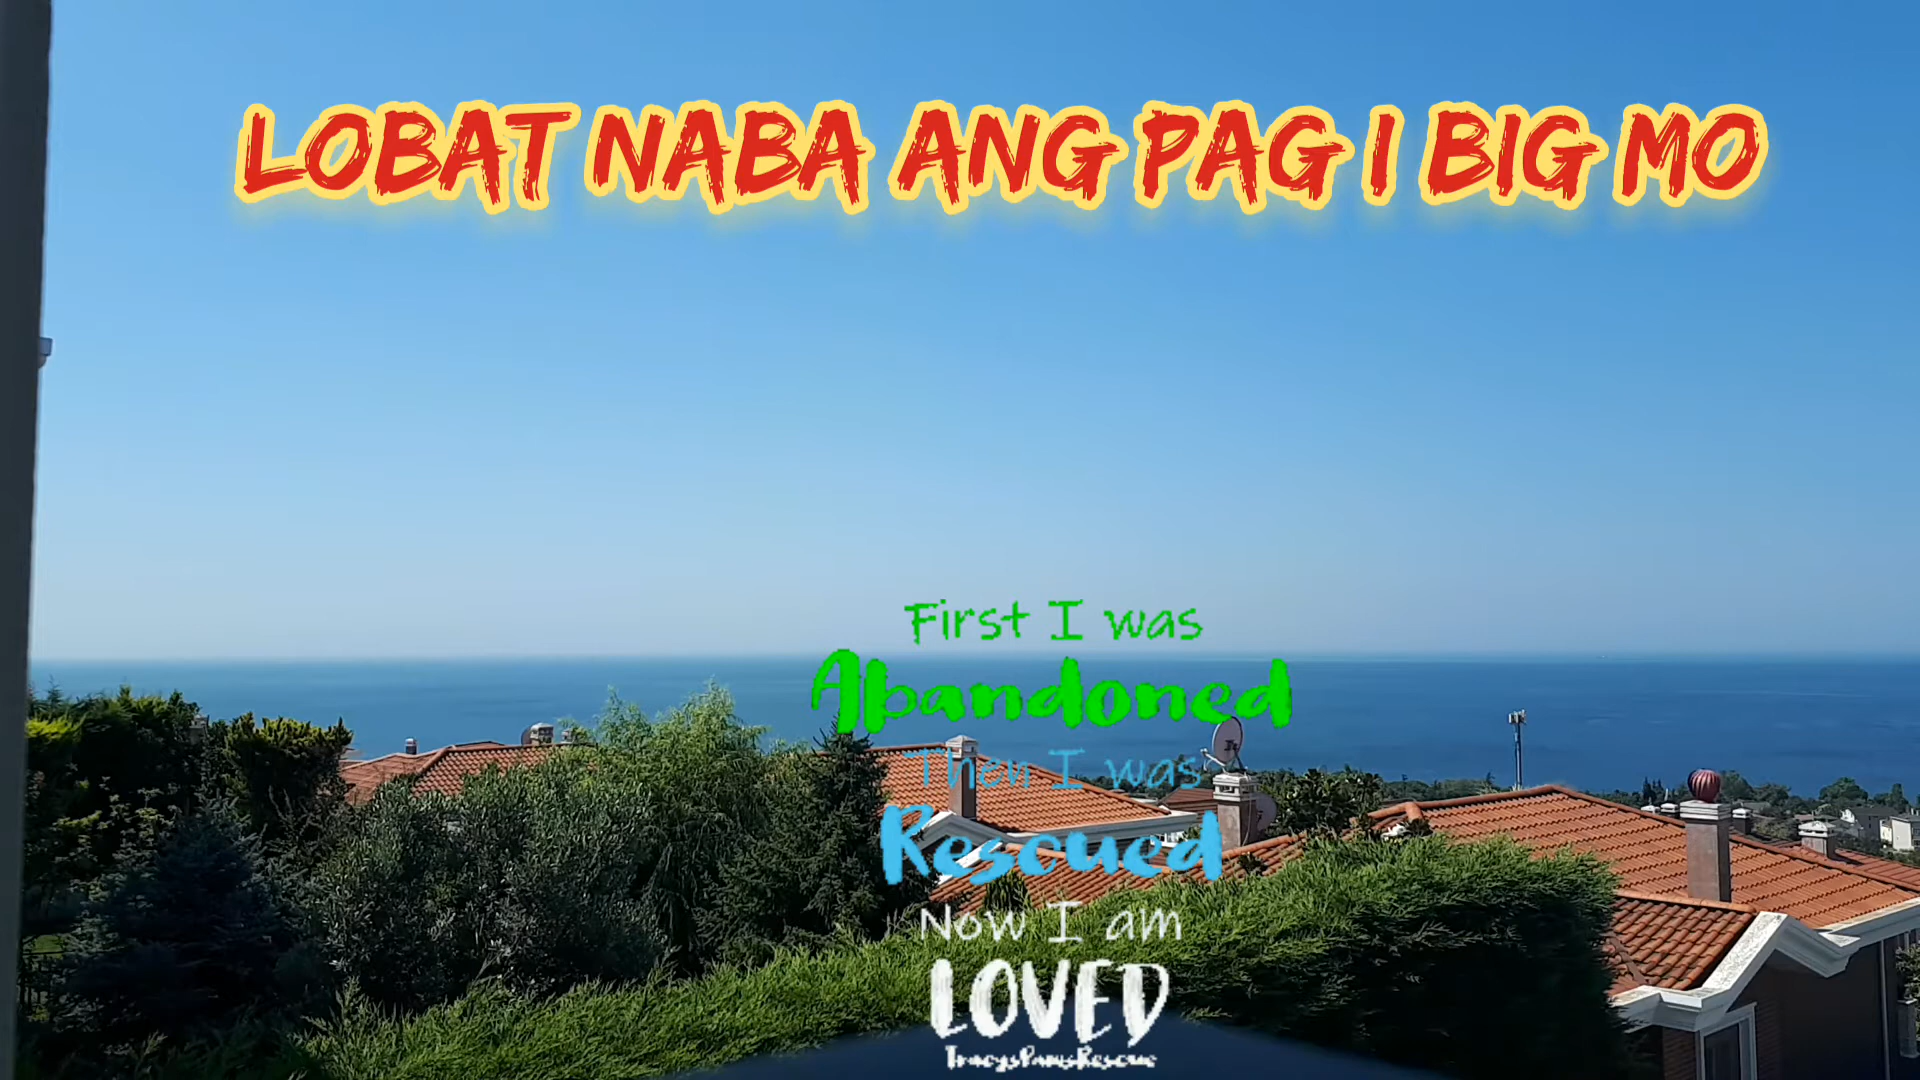 LOBAT NABA ANG PAG I BIG MO
First I was
Abandoned
Then I was
Rescued
Now I am
LOVED
TracysPawsRescue